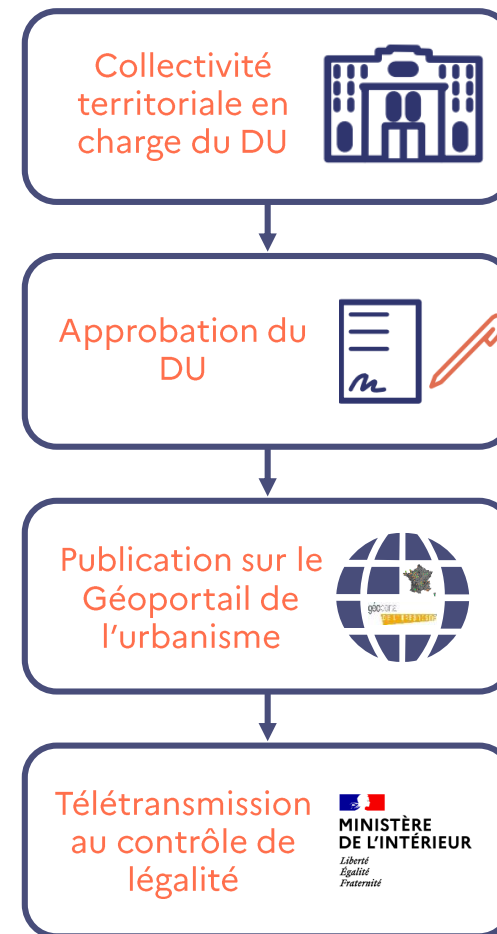 Collectivité
territoriale en
charge du DU
Approbation du
DU
Publication sur le
Géoportail de
l'urbanisme
Télétransmission
au contrôle de
légalité
MINISTÈRE
DE L'INTÉRIEUR
Liberté
Égalité
Fraternité